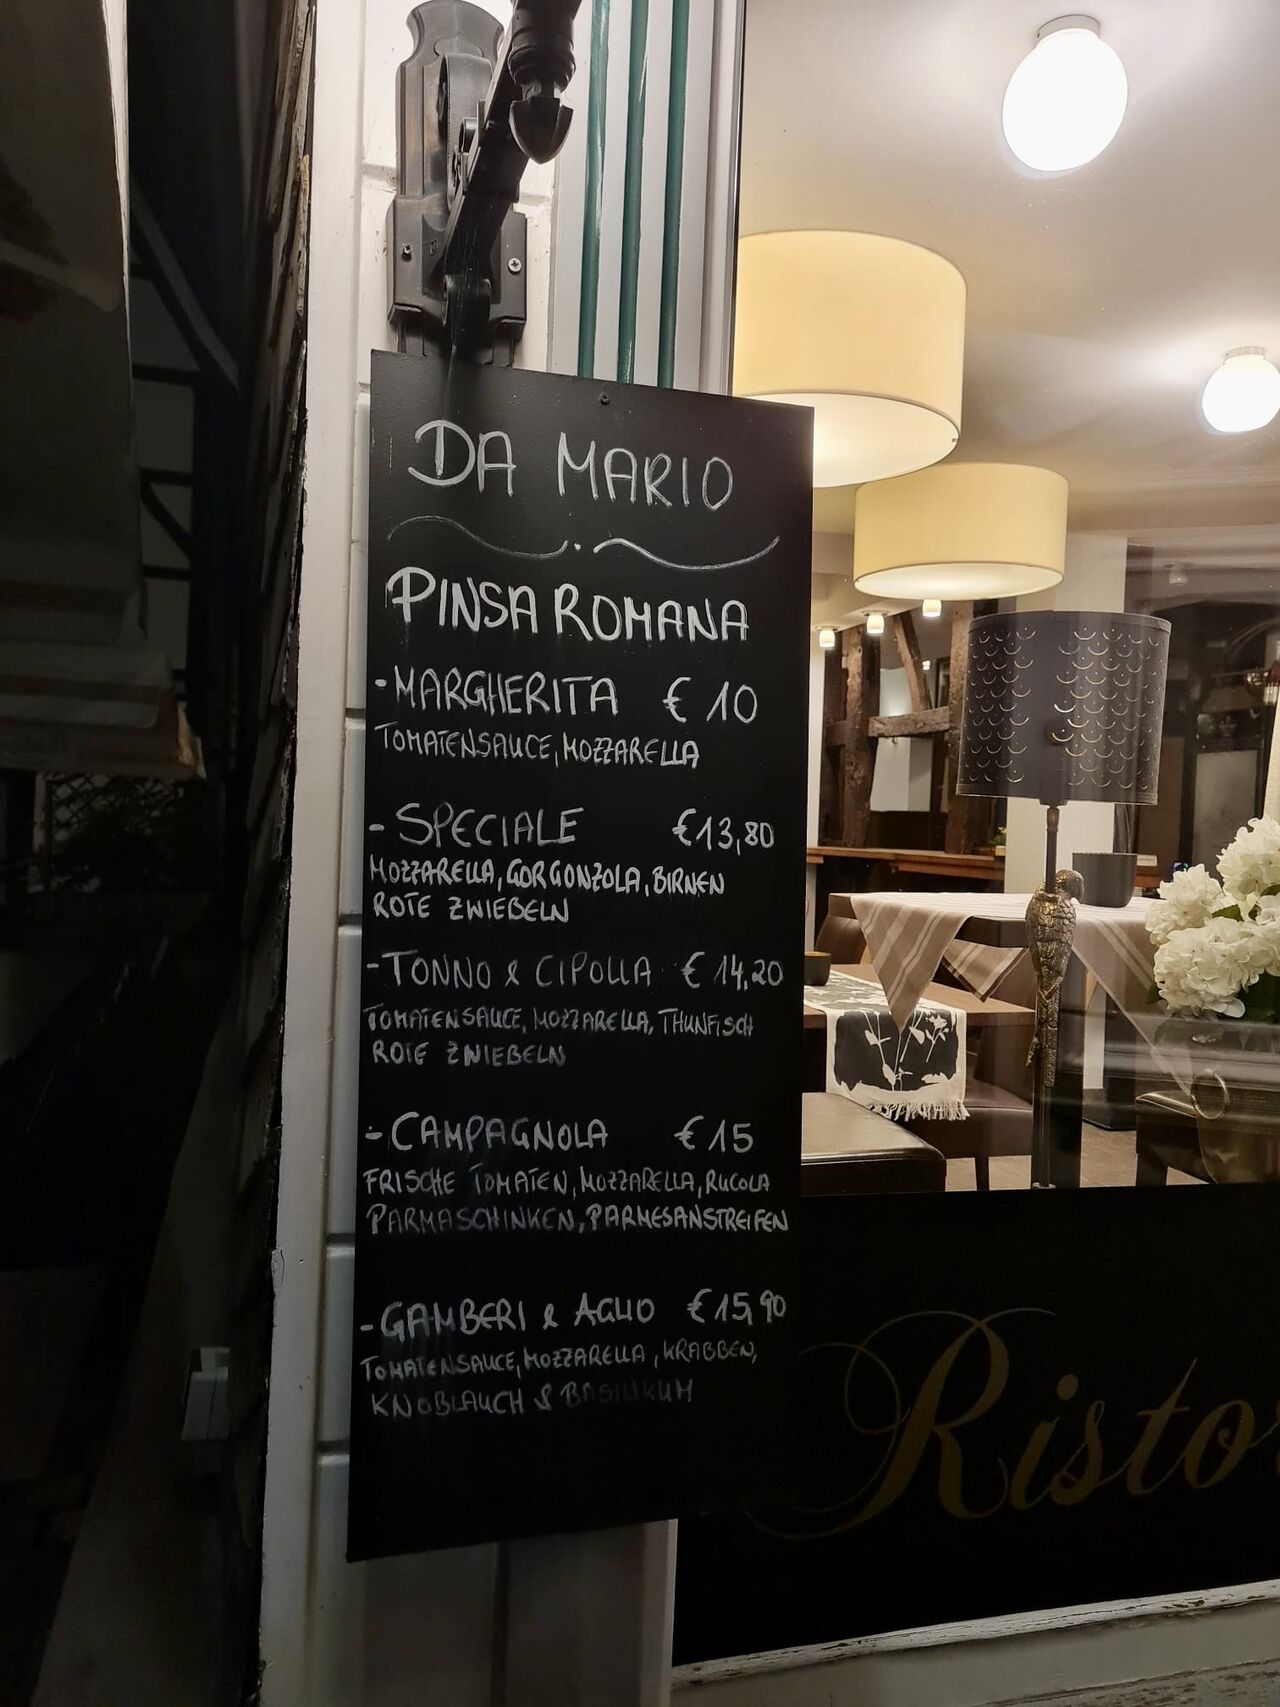 DA MARIO
PINSA ROMANA
-MARGHERITA € 10
TOMATENSAUCE, MOZZARELLA
-SPECIALE €13,80
MOZZARELLA, GORGONZOLA, BIRNEN
ROTE ZWIEBELN
-TONNO & CIPOLLA € 14,20
TOMATENSAUCE, MOZZARELLA, THUNFISCH
ROTE ZWIEBELN
-CAMPAGNOLA €15
FRISCHE TOMATEN, MOZZARELLA, RUCOLA
PARMASCHINKEN, PARMESANSTREIFEN
-GAMBERI & AGLIO €15,90
TOMATENSAUCE, MOZZARELLA, KRABBEN,
KNOBLAUCH & BASILIKUM
Risto